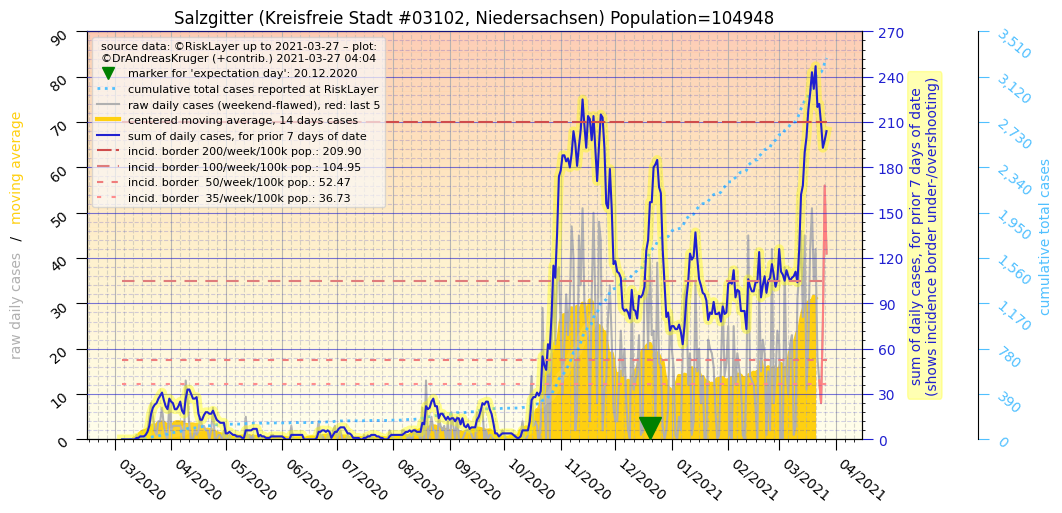 Salzgitter (Kreisfreie Stadt #03102, Niedersachsen) Population=104948
source data: ©RiskLayer up to 2021-03-27 – plot:
©DrAndreasKruger (+contrib.) 2021-03-27 04:04
marker for 'expectation day': 20.12.2020
cumulative total cases reported at RiskLayer
raw daily cases (weekend-flawed), red: last 5
centered moving average, 14 days cases
sum of daily cases, for prior 7 days of date
incid. border 200/week/100k pop.: 209.90
incid. border 100/week/100k pop.: 104.95
incid. border 50/week/100k pop.: 52.47
incid. border 35/week/100k pop.: 36.73
raw daily cases / moving average
90
80
70
60
50
40
30
20
10
0
03/2020
04/2020
05/2020
06/2020
07/2020
08/2020
09/2020
10/2020
11/2020
12/2020
01/2021
02/2021
03/2021
04/2021
270
240
210
180
150
120
90
60
30
0
sum of daily cases, for prior 7 days of date
(shows incidence border under-/overshooting)
3,510
3,120
2,730
2,340
1,950
1,560
1,170
780
390
0
cumulative total cases